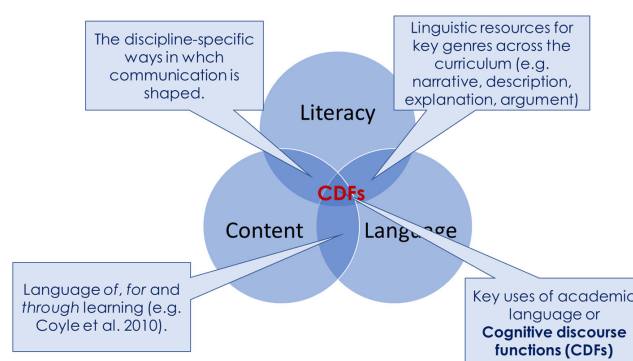 The discipline-specific
ways in whch
communication is
shaped.
Linguistic resources for
key genres across the
curriculum (e.g.
narrative, description,
explanation, argument)
Literacy
CDFs
Content
Language
Language of, for and
through learning (e.g.
Coyle et al. 2010).
Key uses of academic
language or
Cognitive discourse
functions (CDFs)